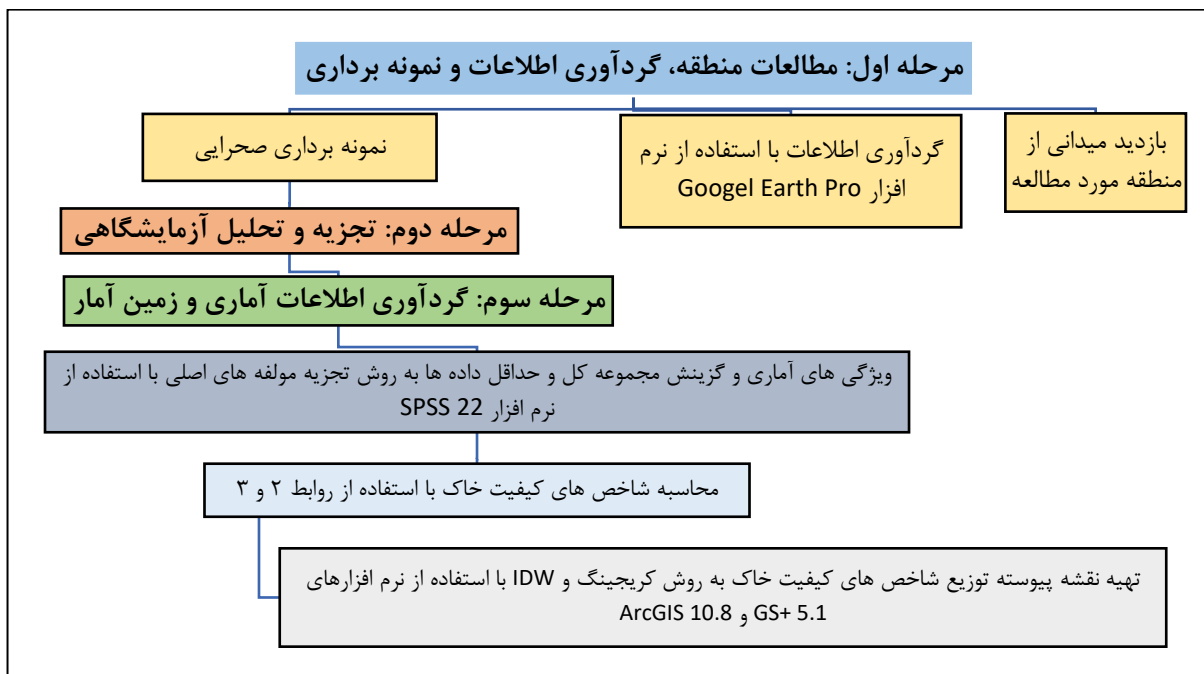 مرحله اول: مطالعات منطقه، گردآوری اطلاعات و نمونه برداری
بازدید میدانی از
منطقه مورد مطالعه
گردآوری اطلاعات با استفاده از نرم
افزار Googel Earth Pro
نمونه برداری صحرایی
مرحله دوم: تجزیه و تحلیل آزمایشگاهی
مرحله سوم: گردآوری اطلاعات آماری و زمین آمار
ویژگی های آماری و گزینش مجموعه کل و حداقل داده ها به روش تجزیه مولفه های اصلی با استفاده از
نرم افزار SPSS 22
محاسبه شاخص های کیفیت خاک با استفاده از روابط ۲ و ۳
تهیه نقشه پیوسته توزیع شاخص های کیفیت خاک به روش کریجینگ و IDW با استفاده از نرم افزارهای
GS+ 5.1 و ArcGIS 10.8